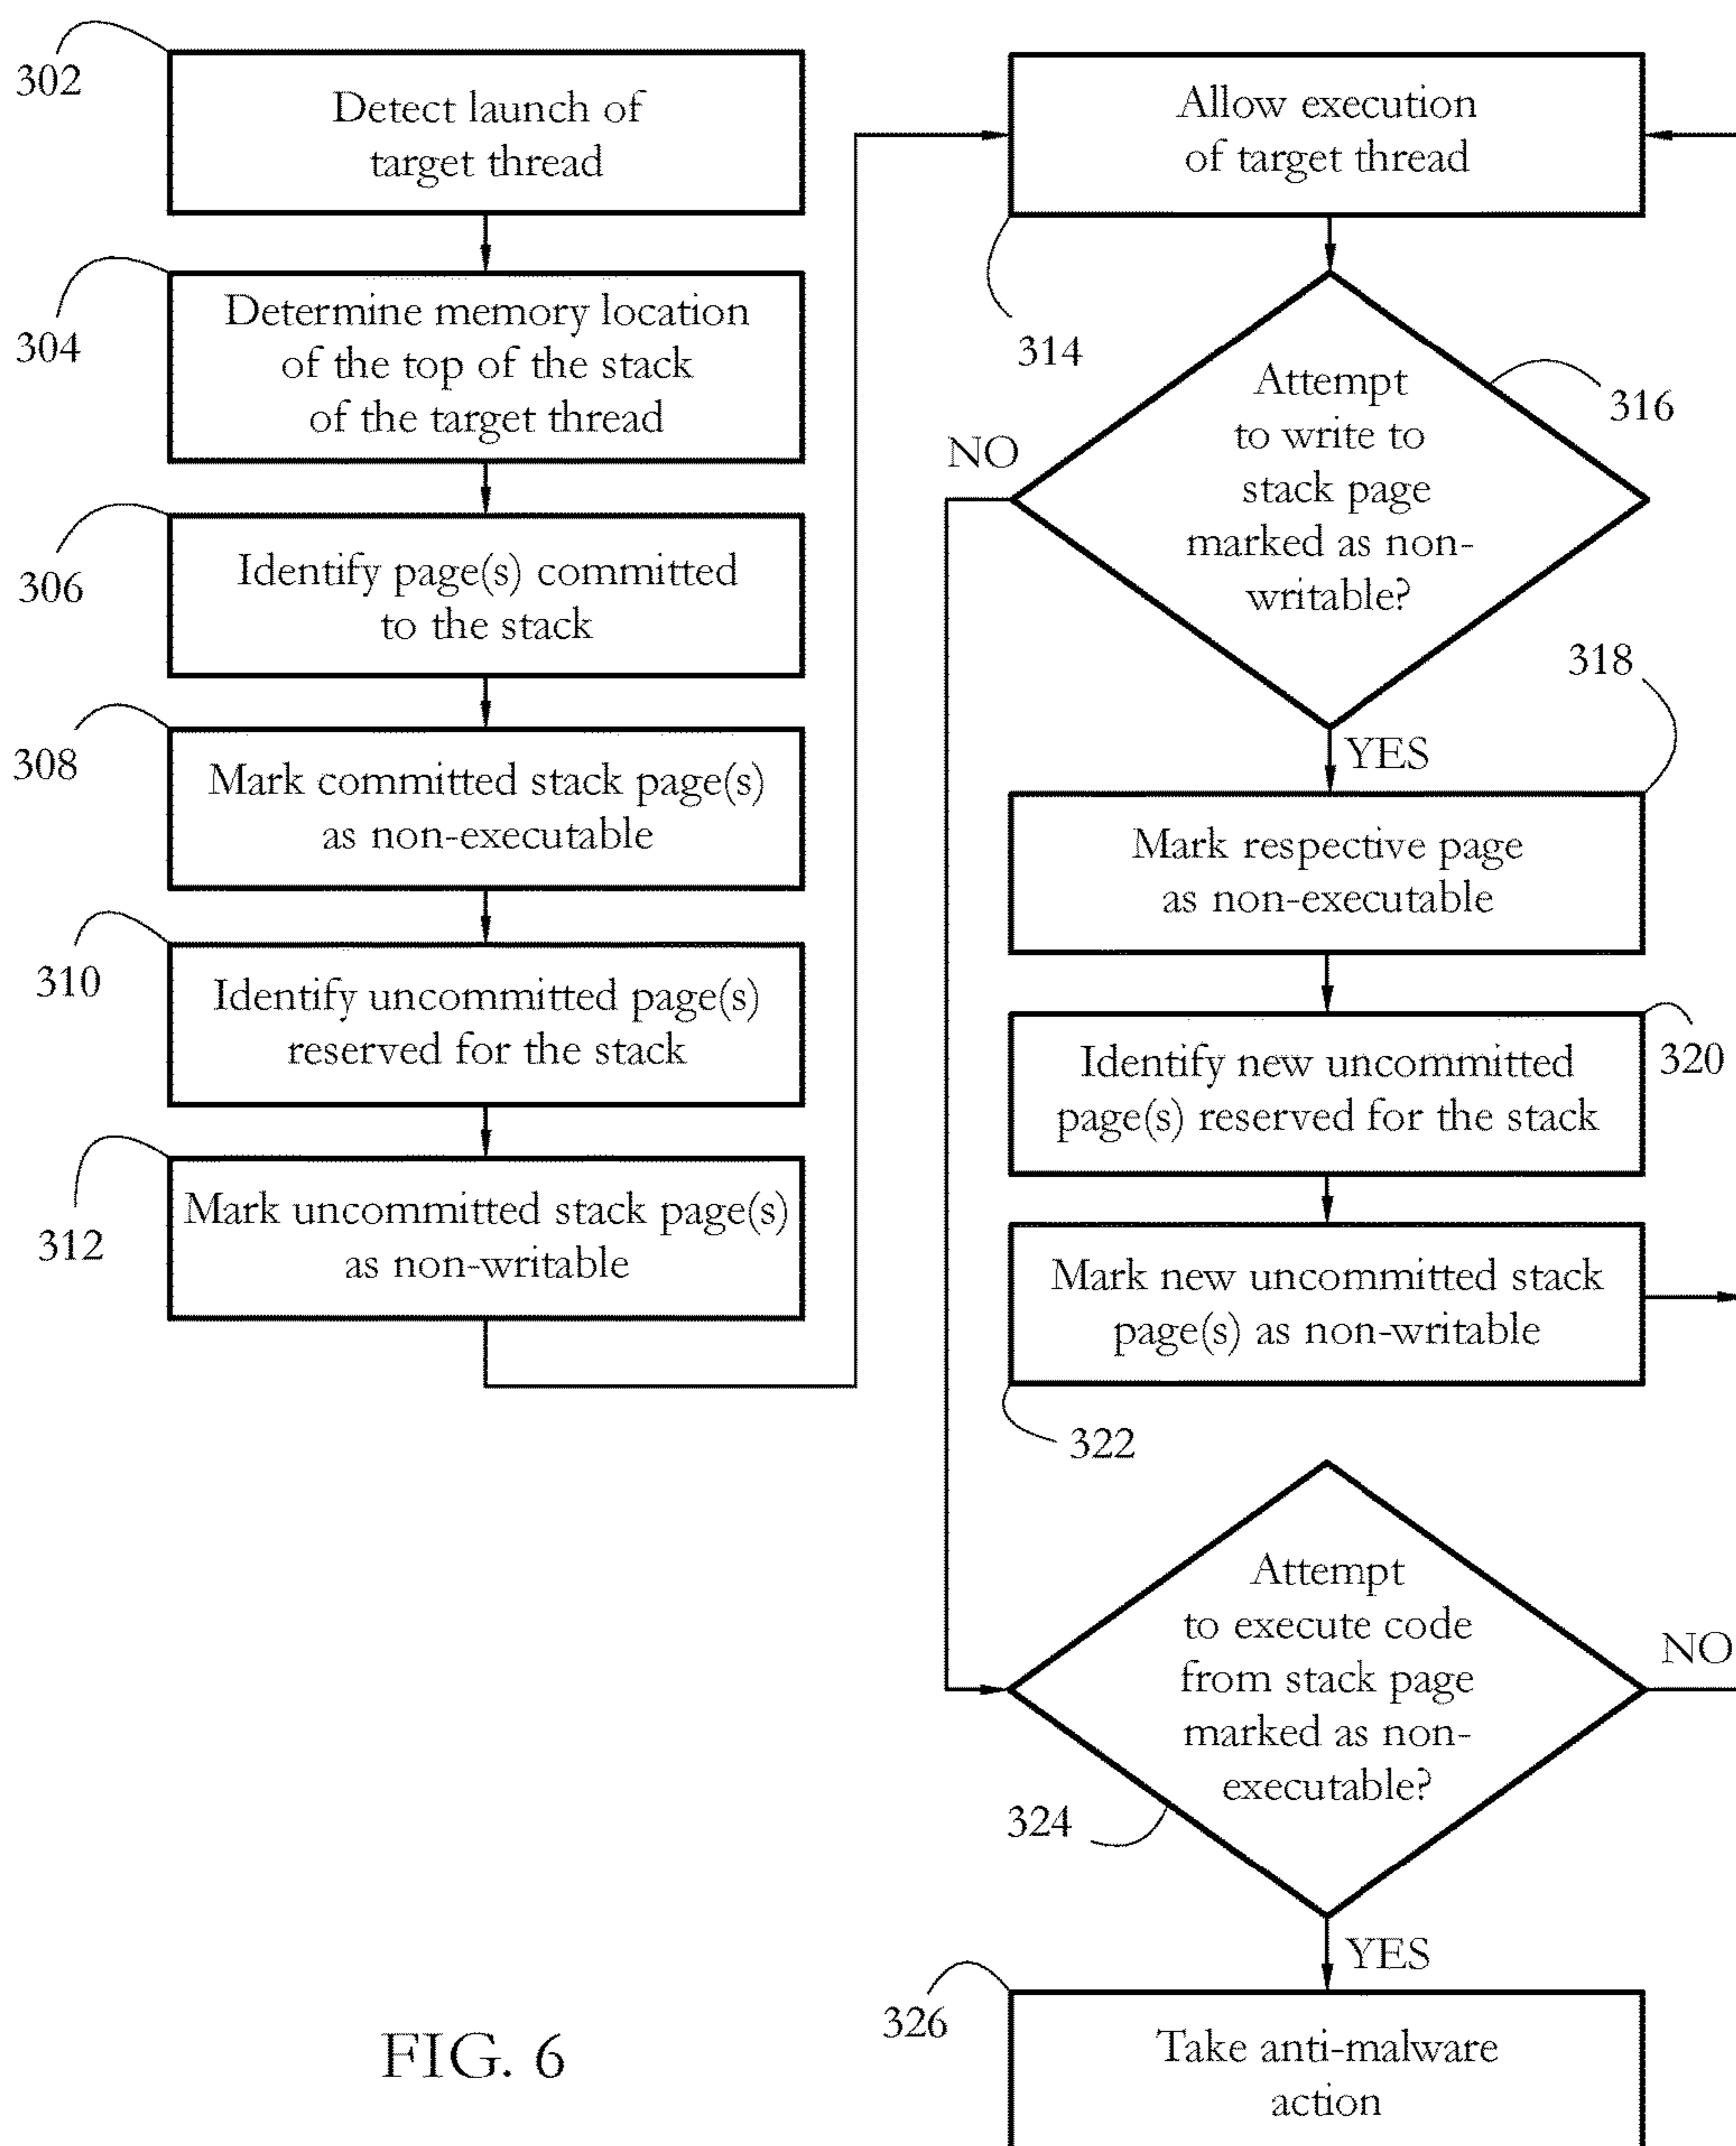 302
Detect launch of
target thread
304
Determine memory location
of the top of the stack
of the target thread
306
Identify page(s) committed
to the stack
308
Mark committed stack page(s)
as non-executable
310
Identify uncommitted page(s)
reserved for the stack
312
Mark uncommitted stack page(s)
as non-writable
Allow execution
of target thread
314
Attempt
to write to
stack page
marked as non-
writable?
316
NO
YES
318
Mark respective page
as non-executable
320
Identify new uncommitted
page(s) reserved for the stack
Mark new uncommitted stack
page(s) as non-writable
322
Attempt
to execute code
from stack page
marked as non-
executable?
NO
324
YES
326
Take anti-malware
action
FIG. 6